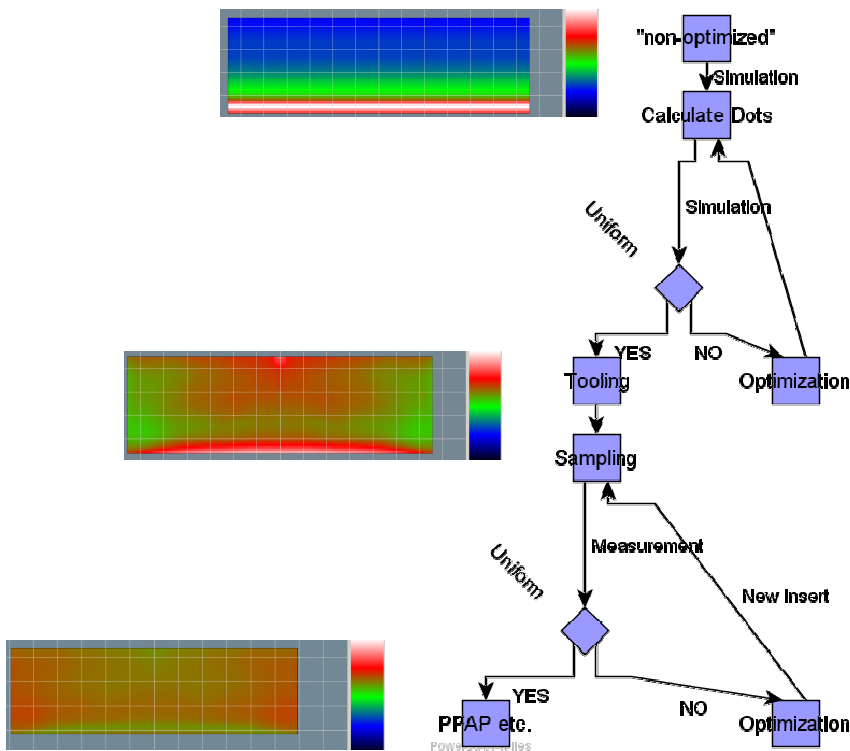 "non-optimized"
Simulation
Calculate Dots
Simulation
Uniform
YES
NO
Tooling
Optimization
Sampling
Measurement
Uniform
New Insert
YES
NO
PPAP etc.
Optimization